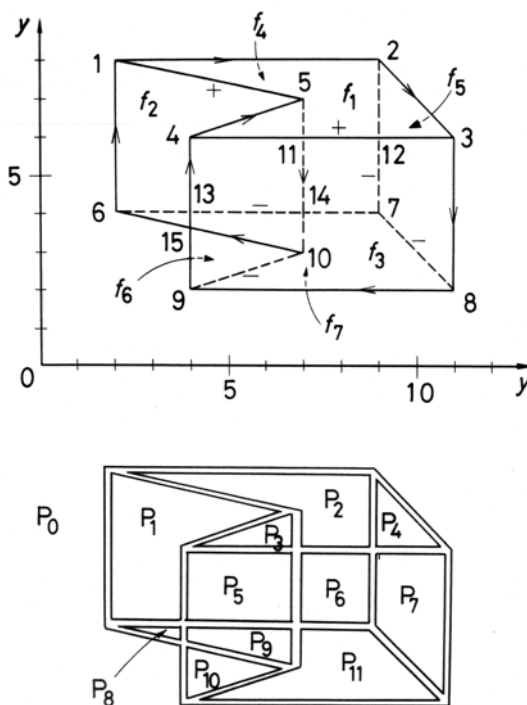 y
f₄
1
2
5
f₁
f₅
f₂
+
4
+
3
11
12
5
−
13
−
14
6
7
15
−
10
f₃
f₆
−
9
8
f₇
0
5
10
y
P₀
P₁
P₂
P₄
P₃
P₅
P₆
P₇
P₉
P₁₀
P₁₁
P₈